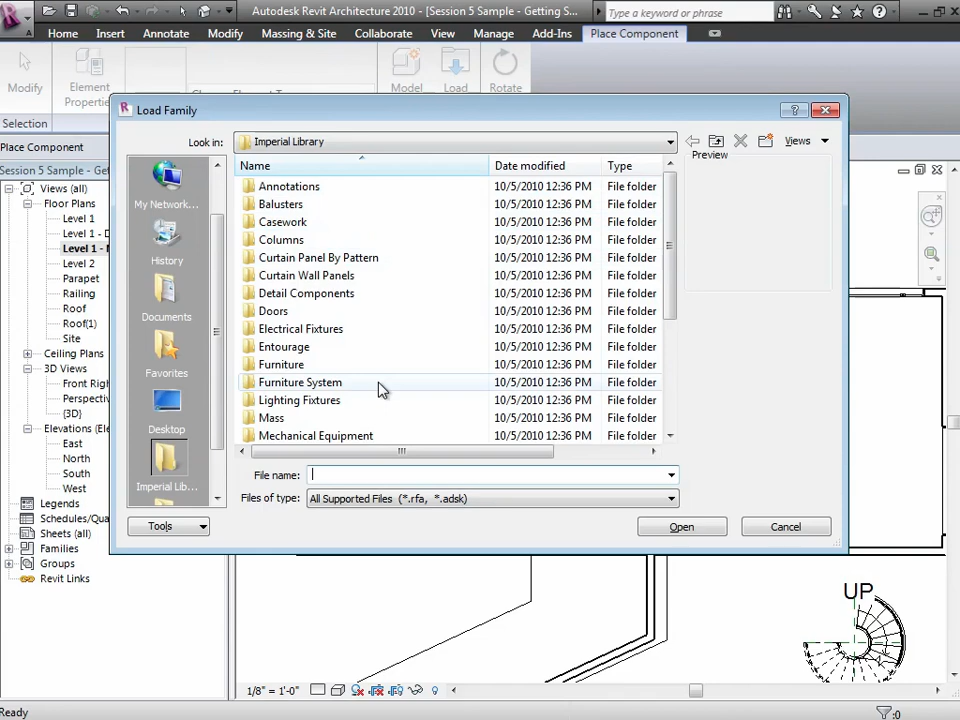 Autodesk Revit Architecture 2010 - [Session 5 Sample - Getting S...
Type a keyword or phrase
Home Insert Annotate Modify Massing & Site Collaborate View Manage Add-Ins Place Component
Modify
Element
Properties
Model
Load
Rotate
Selection
Place Component
Session 5 Sample - Getting
Views (all)
Floor Plans
Level 1
Level 1 -
Level 1 -
Level 2
Parapet
Railing
Roof
Roof(1)
Site
Ceiling Plans
3D Views
Front Righ
Perspectiv
{3D}
Elevations (Ele
East
North
South
West
Legends
Schedules/Qua
Sheets (all)
Families
Groups
Revit Links
Load Family
Look in: Imperial Library
Views
Preview
My Network...
History
Documents
Favorites
Desktop
Imperial Lib...
Name Date modified Type
Annotations 10/5/2010 12:36 PM File folder
Balusters 10/5/2010 12:36 PM File folder
Casework 10/5/2010 12:36 PM File folder
Columns 10/5/2010 12:36 PM File folder
Curtain Panel By Pattern 10/5/2010 12:36 PM File folder
Curtain Wall Panels 10/5/2010 12:36 PM File folder
Detail Components 10/5/2010 12:36 PM File folder
Doors 10/5/2010 12:36 PM File folder
Electrical Fixtures 10/5/2010 12:36 PM File folder
Entourage 10/5/2010 12:36 PM File folder
Furniture 10/5/2010 12:36 PM File folder
Furniture System 10/5/2010 12:36 PM File folder
Lighting Fixtures 10/5/2010 12:36 PM File folder
Mass 10/5/2010 12:36 PM File folder
Mechanical Equipment 10/5/2010 12:36 PM File folder
File name:
Files of type: All Supported Files (*.rfa, *.adsk)
Tools
Open
Cancel
UP
1/8" = 1'-0"
Ready
:0